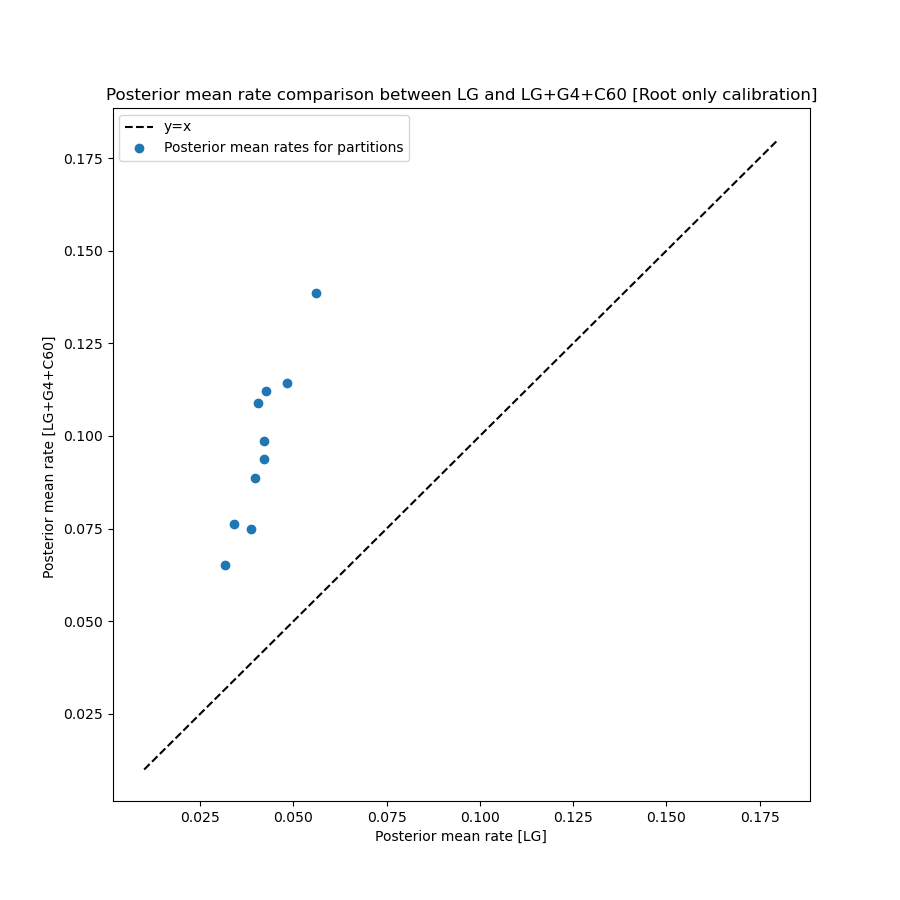 Posterior mean rate comparison between LG and LG+G4+C60 [Root only calibration]
y=x
Posterior mean rates for partitions
0.175
0.150
0.125
0.100
0.075
0.050
0.025
Posterior mean rate [LG+G4+C60]
0.025 0.050 0.075 0.100 0.125 0.150 0.175
Posterior mean rate [LG]